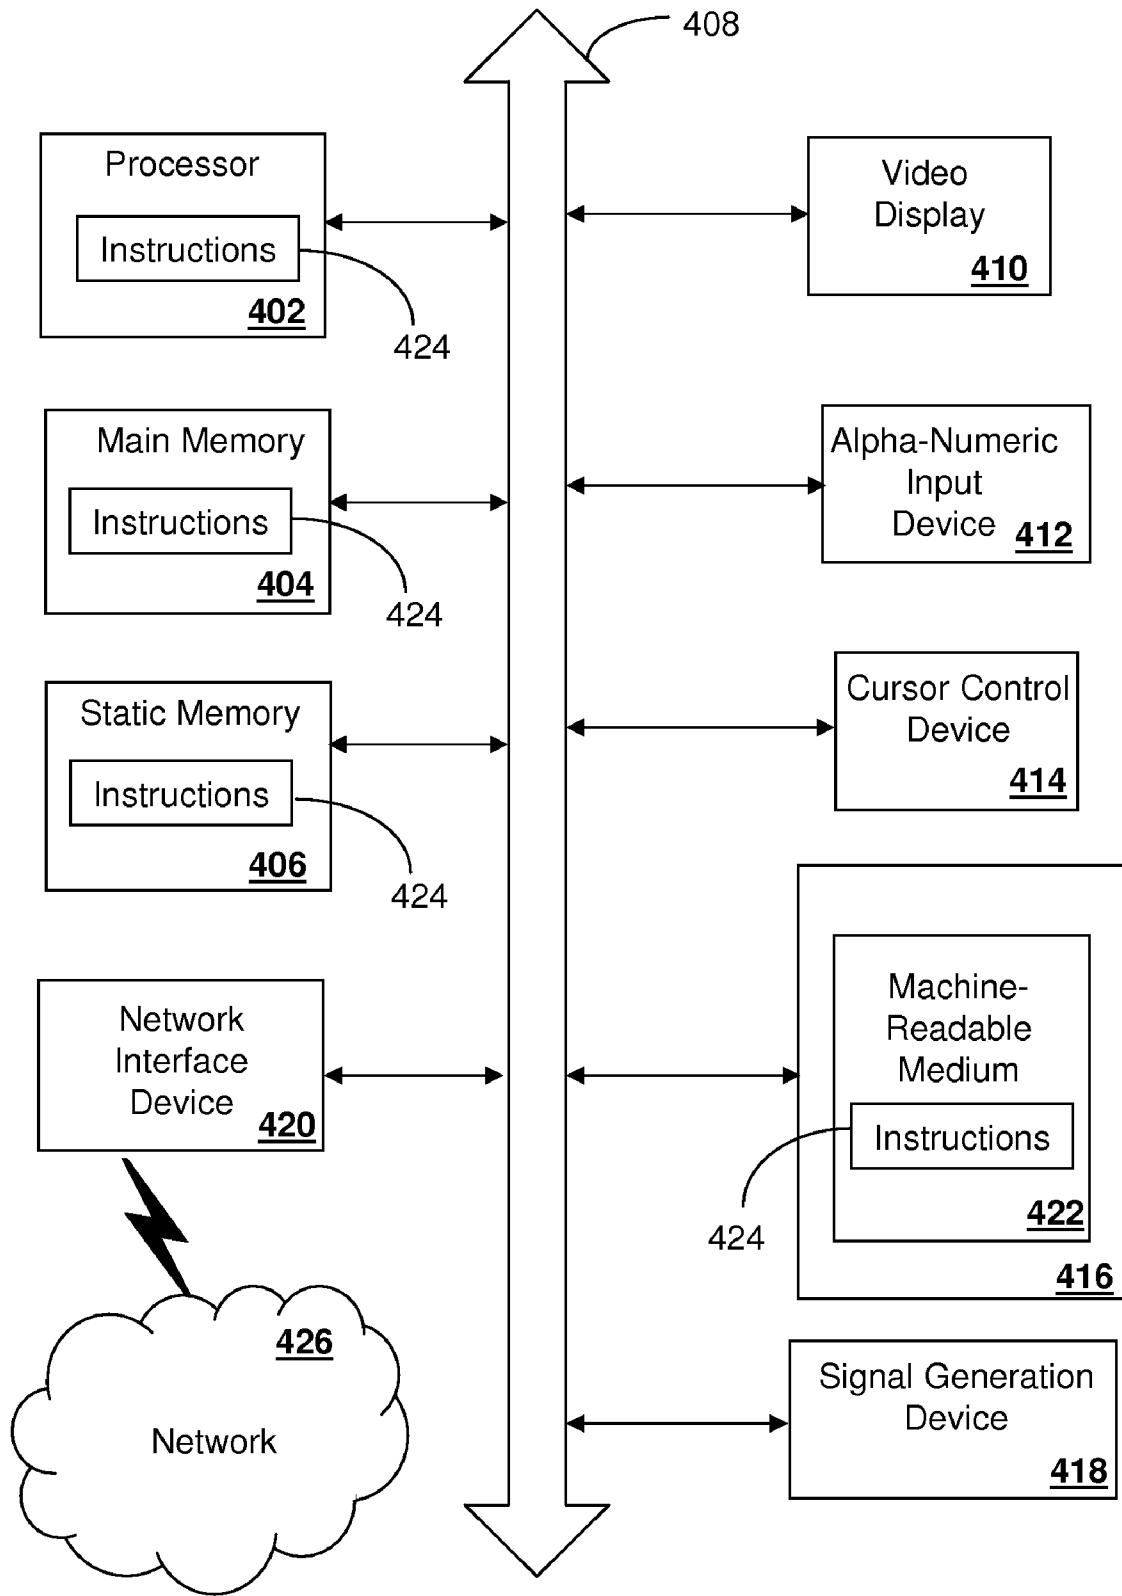 408
Processor
Instructions
402
424
Main Memory
Instructions
404
424
Static Memory
Instructions
406
424
Network
Interface
Device
420
426
Network
Video
Display
410
Alpha-Numeric
Input
Device
412
Cursor Control
Device
414
Machine-
Readable
Medium
Instructions
424
422
416
Signal Generation
Device
418